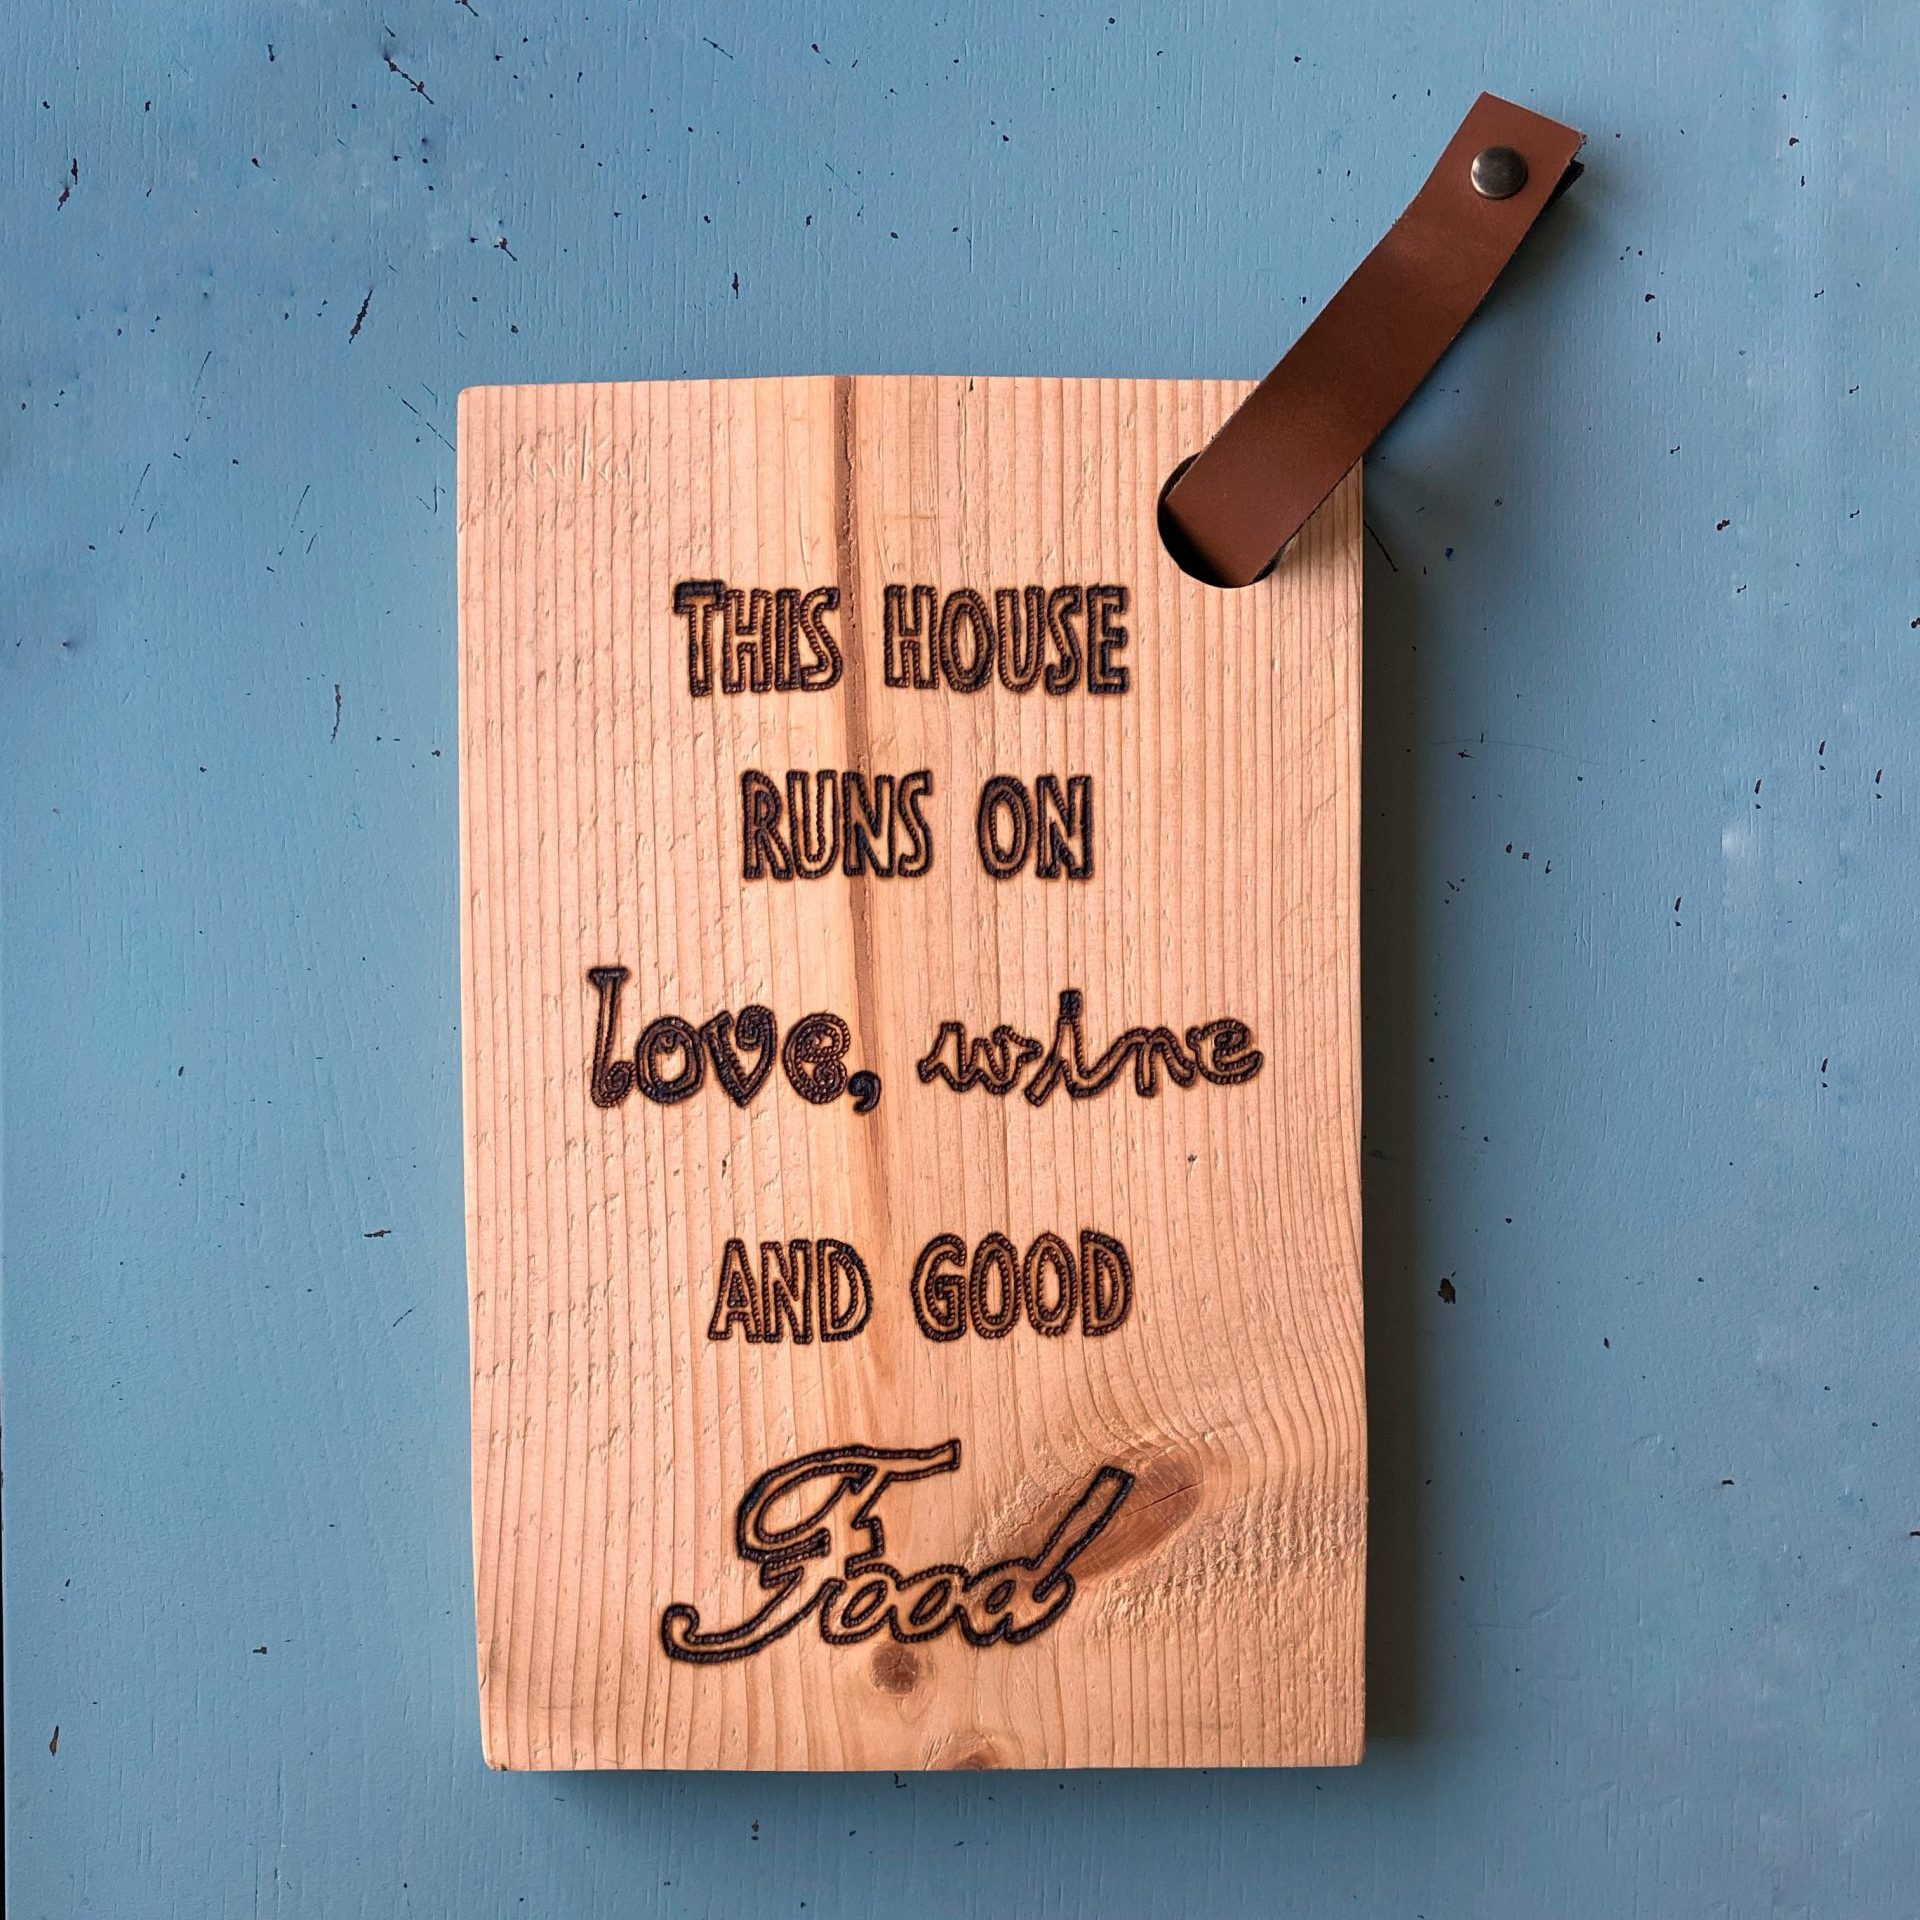 THIS HOUSE
RUNS ON
love, wine
AND GOOD
Food